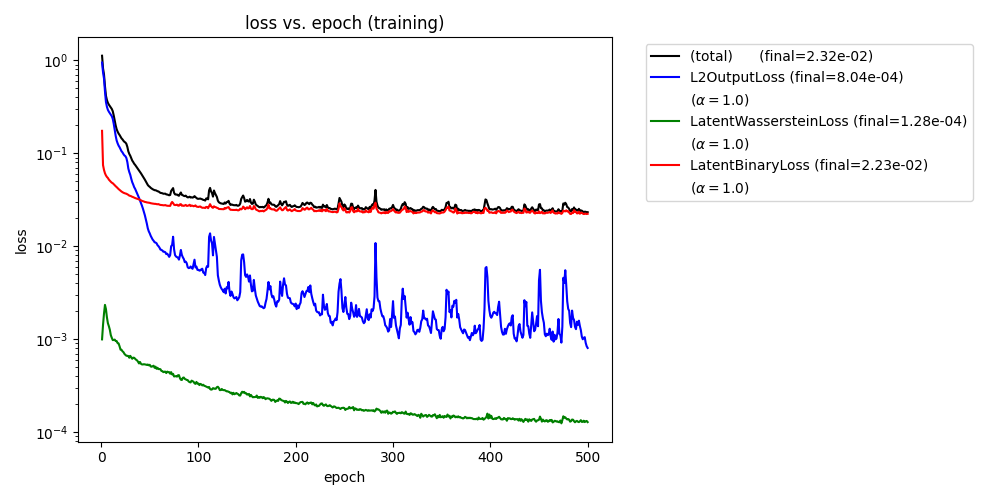 loss vs. epoch (training)
10⁰
10⁻¹
10⁻²
10⁻³
10⁻⁴
loss
0 100 200 300 400 500
epoch
(total) (final=2.32e-02)
L2OutputLoss (final=8.04e-04)
(α = 1.0)
LatentWassersteinLoss (final=1.28e-04)
(α = 1.0)
LatentBinaryLoss (final=2.23e-02)
(α = 1.0)